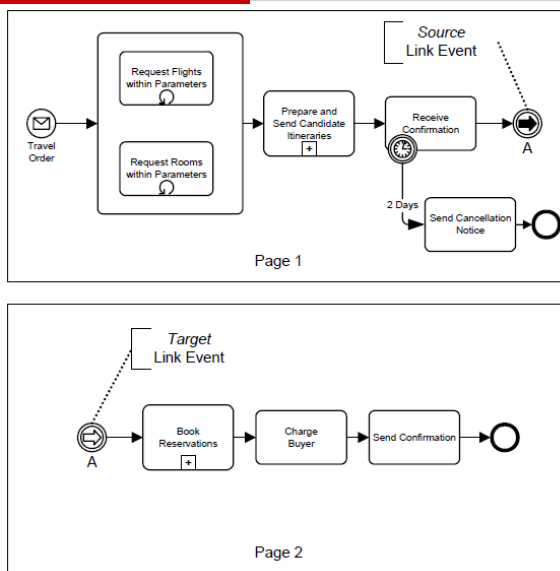 Source
Link Event
Request Flights
within Parameters
Prepare and
Send Candidate
Itineraries
+
Receive
Confirmation
Travel
Order
A
Request Rooms
within Parameters
2 Days
Send Cancellation
Notice
Page 1
Target
Link Event
Book
Reservations
+
Charge
Buyer
Send Confirmation
A
Page 2